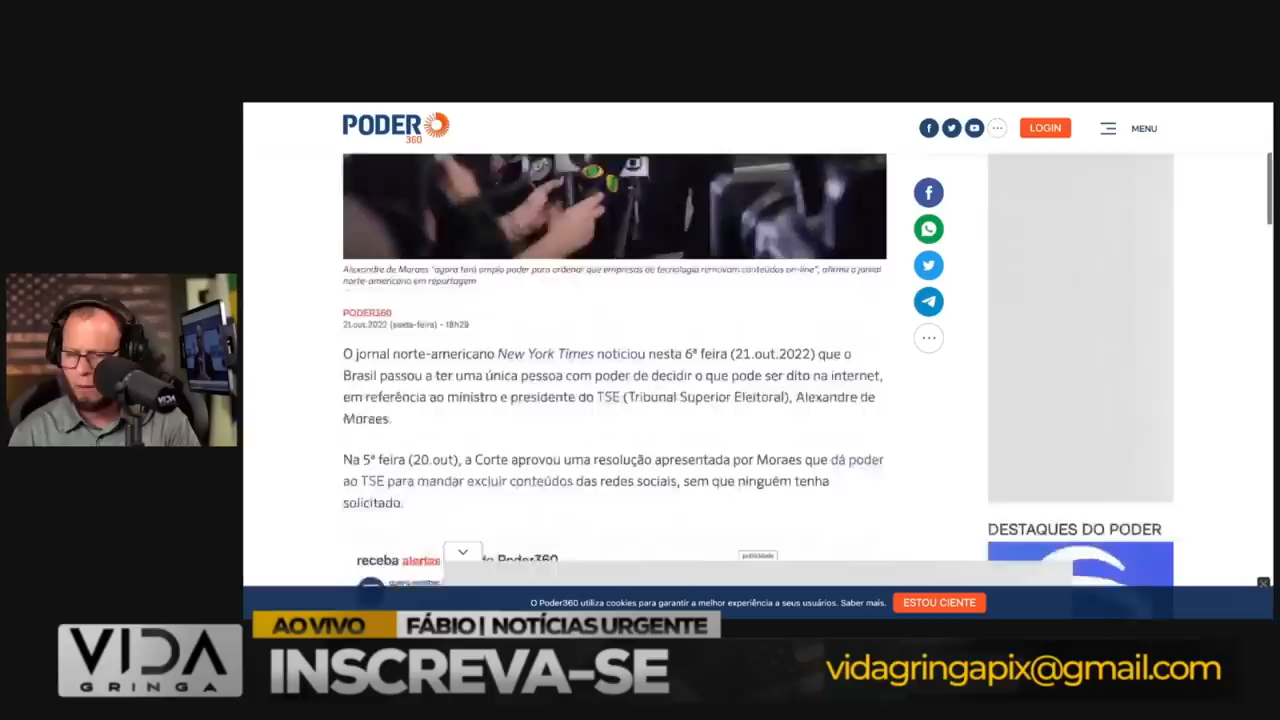 PODER
360
LOGIN
MENU
Alexandre de Moraes "agora terá amplo poder para ordenar que empresas de tecnologia removam conteúdos on-line", afirma o jornal
norte-americano em reportagem
PODER360
21.out.2022 (sexta-feira) - 18h29
O jornal norte-americano New York Times noticiou nesta 6ª feira (21.out.2022) que o
Brasil passou a ter uma única pessoa com poder de decidir o que pode ser dito na internet,
em referência ao ministro e presidente do TSE (Tribunal Superior Eleitoral), Alexandre de
Moraes.
Na 5ª feira (20.out), a Corte aprovou uma resolução apresentada por Moraes que dá poder
ao TSE para mandar excluir conteúdos das redes sociais, sem que ninguém tenha
solicitado.
DESTAQUES DO PODER
receba alertas do Poder360
publicidade
O Poder360 utiliza cookies para garantir a melhor experiência a seus usuários. Saber mais.
ESTOU CIENTE
AO VIVO
FÁBIO | NOTÍCIAS URGENTE
VIDA
GRINGA
INSCREVA-SE
vidagringapix@gmail.com